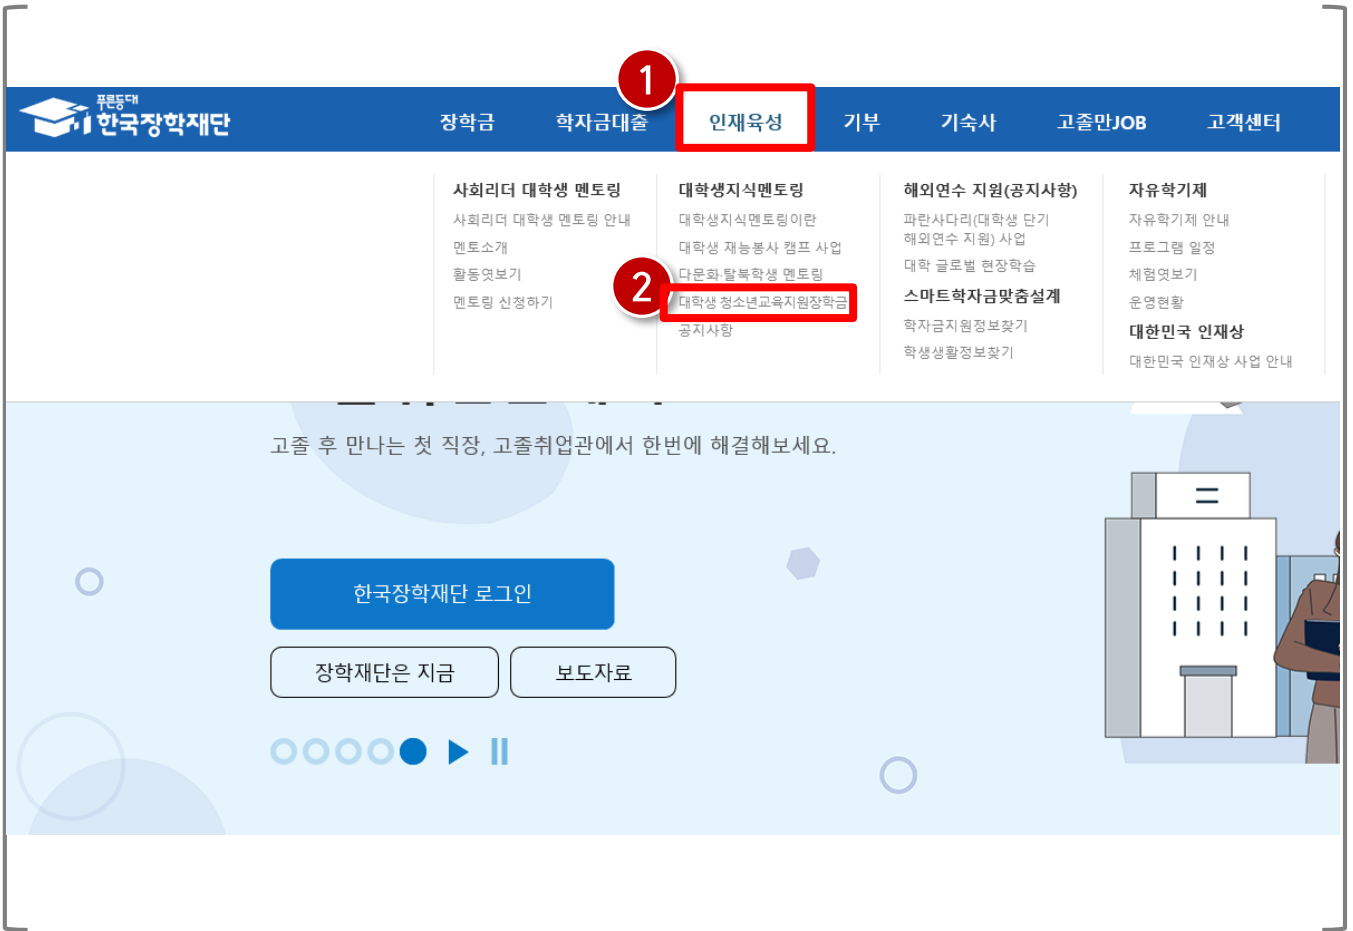 1
푸른등대
한국장학재단
장학금 학자금대출 인재육성 기부 기숙사 고졸만JOB 고객센터
사회리더 대학생 멘토링
사회리더 대학생 멘토링 안내
멘토소개
활동엿보기
멘토링 신청하기
대학생지식멘토링
대학생지식멘토링이란
대학생 재능봉사 캠프 사업
다문화·탈북학생 멘토링
2
대학생 청소년교육지원장학금
공지사항
해외연수 지원(공지사항)
파란사다리(대학생 단기
해외연수 지원) 사업
대학 글로벌 현장학습
스마트학자금맞춤설계
학자금지원정보찾기
학생생활정보찾기
자유학기제
자유학기제 안내
프로그램 일정
체험엿보기
운영현황
대한민국 인재상
대한민국 인재상 사업 안내
고졸 후 만나는 첫 직장, 고졸취업관에서 한번에 해결해보세요.
한국장학재단 로그인
장학재단은 지금
보도자료